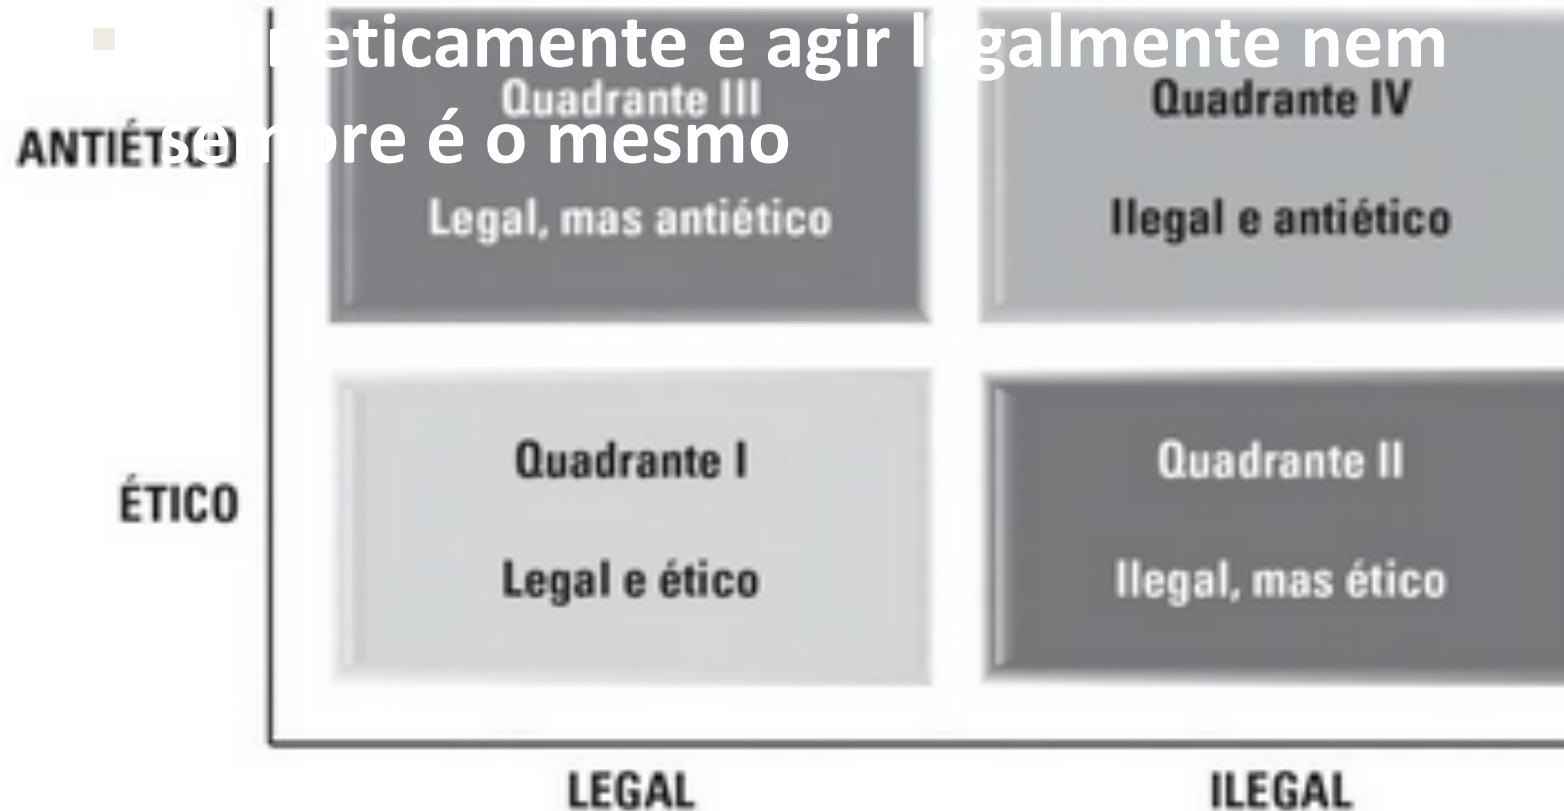 eticamente e agir legalmente nem
sempre é o mesmo
ANTIÉTICO
Quadrante III
Legal, mas antiético
Quadrante IV
Ilegal e antiético
ÉTICO
Quadrante I
Legal e ético
Quadrante II
Ilegal, mas ético
LEGAL
ILEGAL